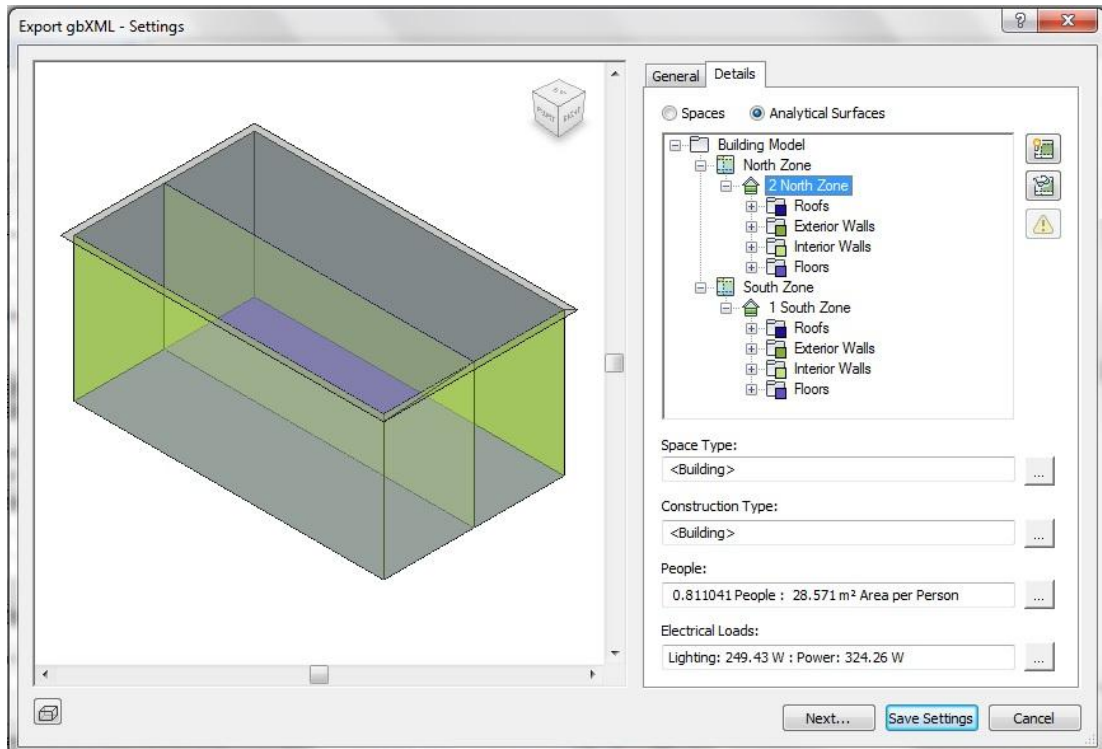 Export gbXML - Settings
General
Details
Spaces
Analytical Surfaces
Building Model
North Zone
2 North Zone
Roofs
Exterior Walls
Interior Walls
Floors
South Zone
1 South Zone
Roofs
Exterior Walls
Interior Walls
Floors
Space Type:
<Building>
...
Construction Type:
<Building>
...
People:
0.811041 People : 28.571 m² Area per Person
...
Electrical Loads:
Lighting: 249.43 W : Power: 324.26 W
...
Next...
Save Settings
Cancel